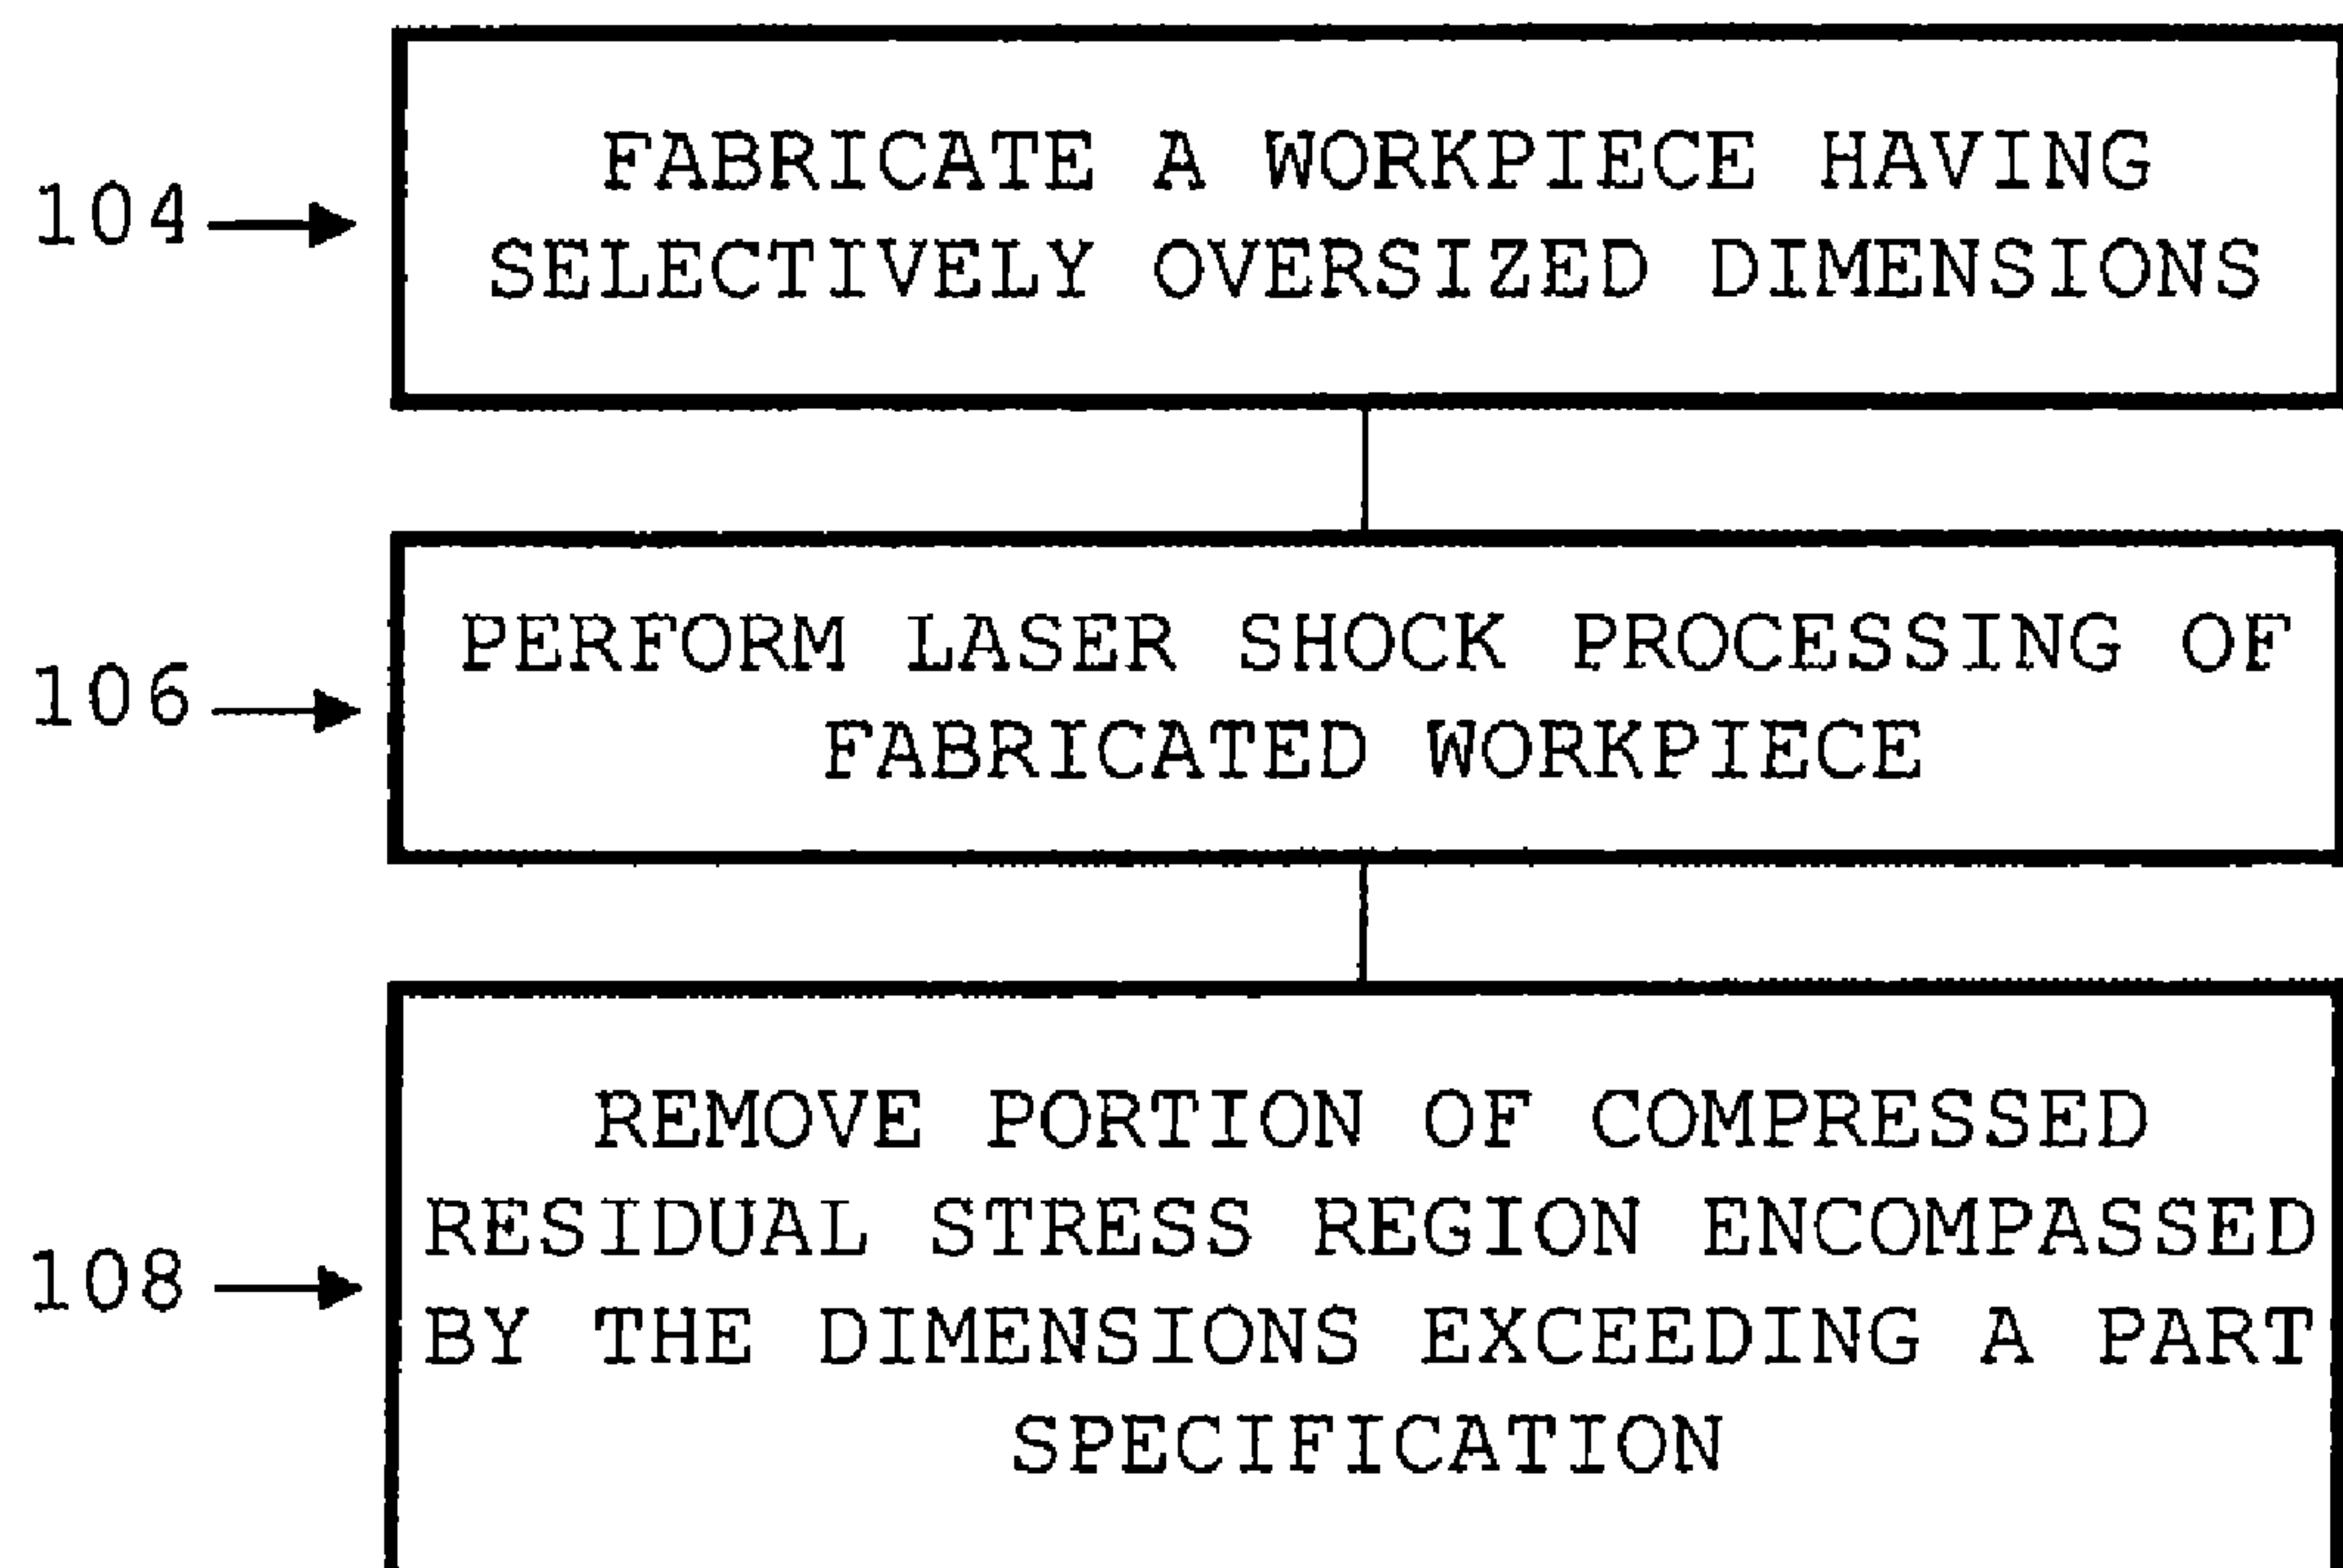 104
FABRICATE A WORKPIECE HAVING
SELECTIVELY OVERSIZED DIMENSIONS
106
PERFORM LASER SHOCK PROCESSING OF
FABRICATED WORKPIECE
108
REMOVE PORTION OF COMPRESSED
RESIDUAL STRESS REGION ENCOMPASSED
BY THE DIMENSIONS EXCEEDING A PART
SPECIFICATION